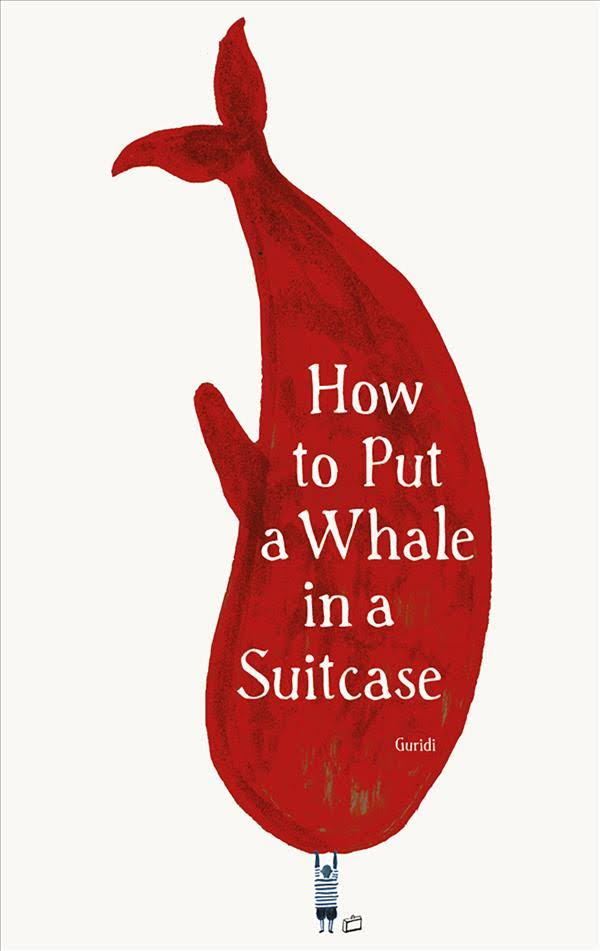 How
to Put
a Whale
in a
Suitcase
Guridi